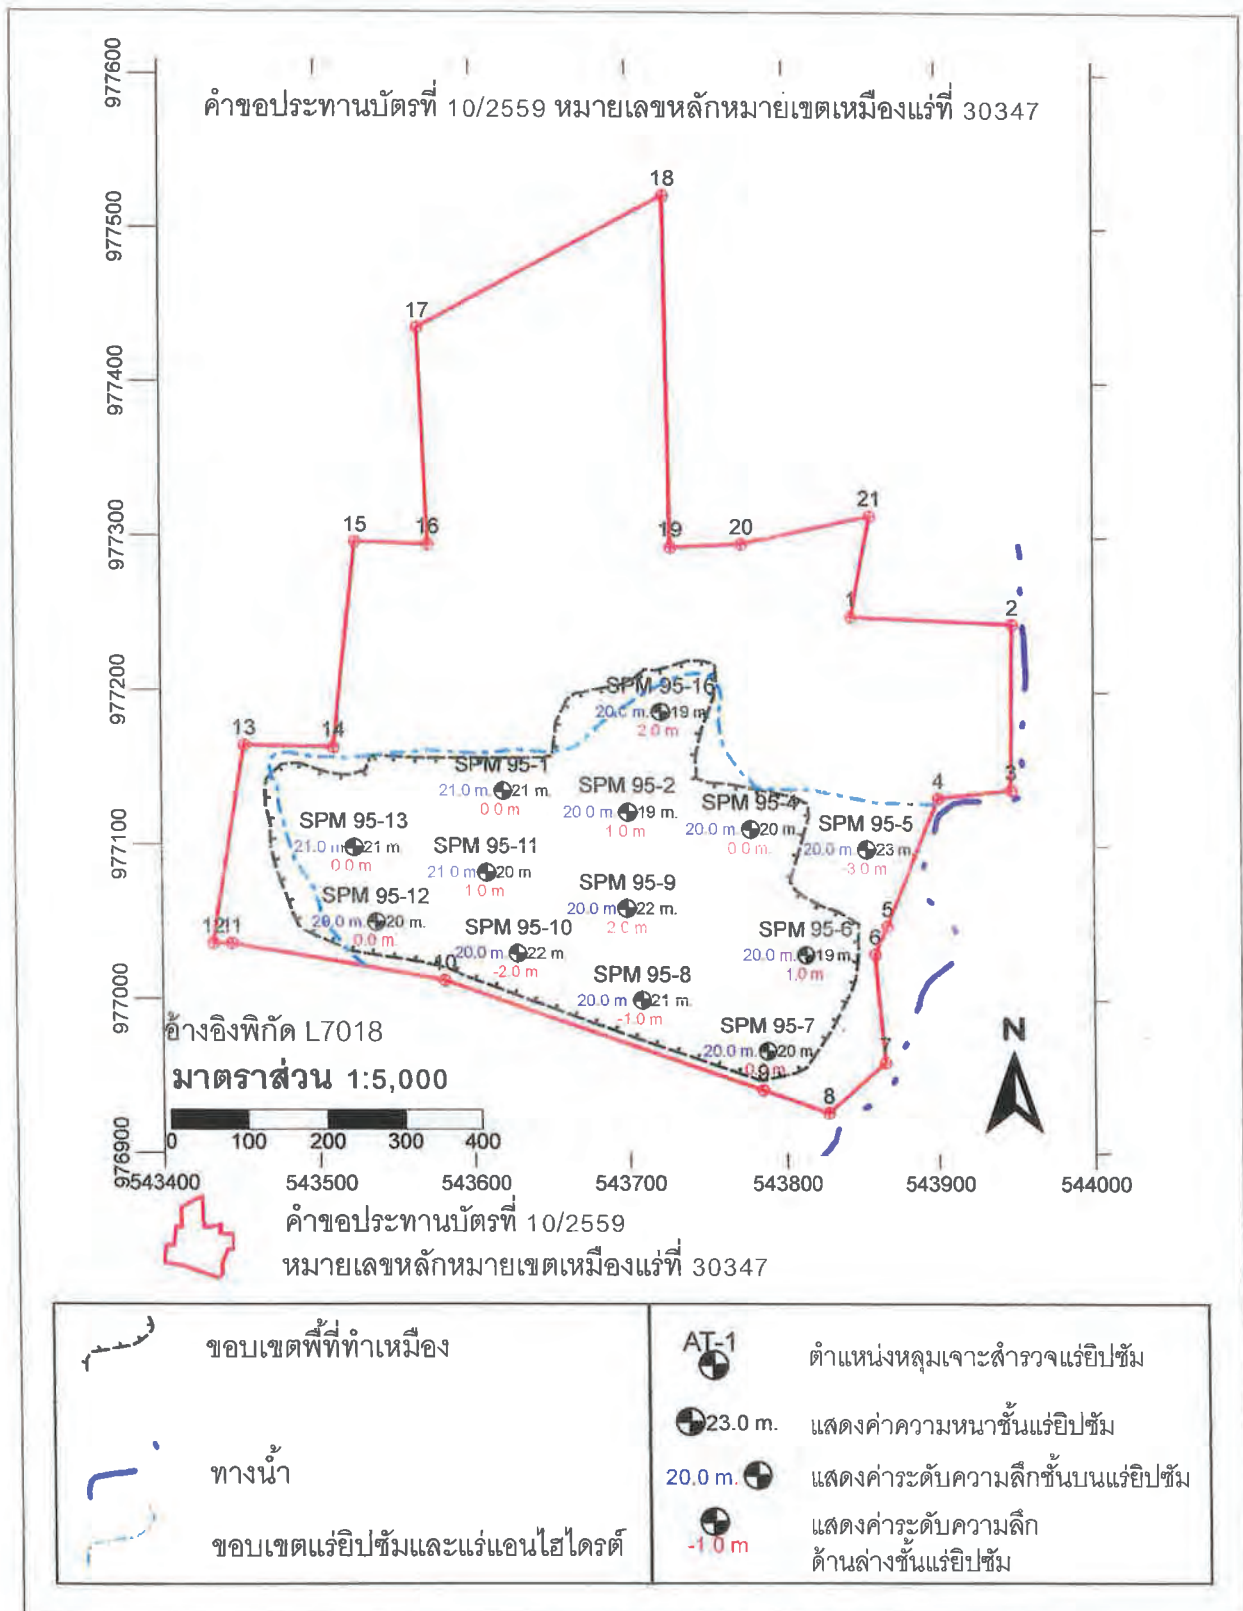 คำขอประทานบัตรที่ 10/2559 หมายเลขหลักหมายเขตเหมืองแร่ที่ 30347
977600
977500
977400
977300
977200
977100
977000
976900
18
17
21
15
16
19
20
1
2
SPM 95-16
20.0 m. 19 m
2.0 m
13
14
3
4
SPM 95-1
21.0 m. 21 m.
0.0 m
SPM 95-2
20.0 m 19 m.
1.0 m
SPM 95-4
20.0 m. 20 m.
0.0 m.
SPM 95-5
20.0 m. 23 m.
-3.0 m
SPM 95-13
21.0 m 21 m.
0.0 m
SPM 95-11
21.0 m 20 m
1.0 m
SPM 95-12
20.0 m. 20 m.
0.0 m.
SPM 95-9
20.0 m 22 m.
2.0 m
SPM 95-10
20.0 m. 22 m.
-2.0 m
SPM 95-6
20.0 m. 19 m.
1.0 m
5
6
12
11
10
SPM 95-8
20.0 m 21 m.
-1.0 m
SPM 95-7
20.0 m. 20 m.
0.0 m
7
9
8
อ้างอิงพิกัด L7018
มาตราส่วน 1:5,000
0 100 200 300 400
N
543400 543500 543600 543700 543800 543900 544000
คำขอประทานบัตรที่ 10/2559
หมายเลขหลักหมายเขตเหมืองแร่ที่ 30347
ขอบเขตพื้นที่ทำเหมือง
ทางน้ำ
ขอบเขตแร่ยิปซัมและแร่แอนไฮไดรต์
AT-1
ตำแหน่งหลุมเจาะสำรวจแร่ยิปซัม
23.0 m. แสดงค่าความหนาชั้นแร่ยิปซัม
20.0 m. แสดงค่าระดับความลึกชั้นบนแร่ยิปซัม
-1.0 m
แสดงค่าระดับความลึก
ด้านล่างชั้นแร่ยิปซัม